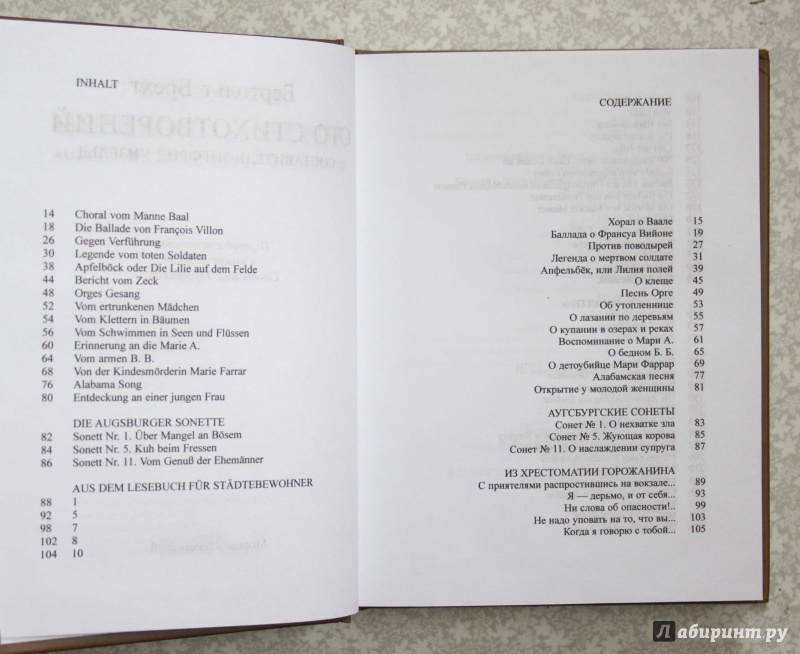 INHALT
14 Choral vom Manne Baal
18 Die Ballade von François Villon
26 Gegen Verführung
30 Legende vom toten Soldaten
38 Apfelböck oder Die Lilie auf dem Felde
44 Bericht vom Zeck
48 Orges Gesang
52 Vom ertrunkenen Mädchen
54 Vom Klettern in Bäumen
56 Vom Schwimmen in Seen und Flüssen
60 Erinnerung an die Marie A.
64 Vom armen B. B.
68 Von der Kindesmörderin Marie Farrar
76 Alabama Song
80 Entdeckung an einer jungen Frau
DIE AUGSBURGER SONETTE
82 Sonett Nr. 1. Über Mangel an Bösem
84 Sonett Nr. 5. Kuh beim Fressen
86 Sonett Nr. 11. Vom Genuß der Ehemänner
AUS DEM LESEBUCH FÜR STÄDTEBEWOHNER
88 1
92 5
98 7
102 8
104 10
СОДЕРЖАНИЕ
Хорал о Ваале 15
Баллада о Франсуа Вийоне 19
Против поводырей 27
Легенда о мертвом солдате 31
Апфельбёк, или Лилия полей 39
О клеще 45
Песнь Орге 49
Об утопленнице 53
О лазании по деревьям 55
О купании в озерах и реках 57
Воспоминание о Мари А. 61
О бедном Б. Б. 65
О детоубийце Мари Фаррар 69
Алабамская песня 77
Открытие у молодой женщины 81
АУГСБУРГСКИЕ СОНЕТЫ
Сонет № 1. О нехватке зла 83
Сонет № 5. Жующая корова 85
Сонет № 11. О наслаждении супруга 87
ИЗ ХРЕСТОМАТИИ ГОРОЖАНИНА
С приятелями распростившись на вокзале... 89
Я — дерьмо, и от себя... 93
Ни слова об опасности!.. 99
Не надо уповать на то, что вы... 103
Когда я говорю с тобой... 105
Лабиринт.ру